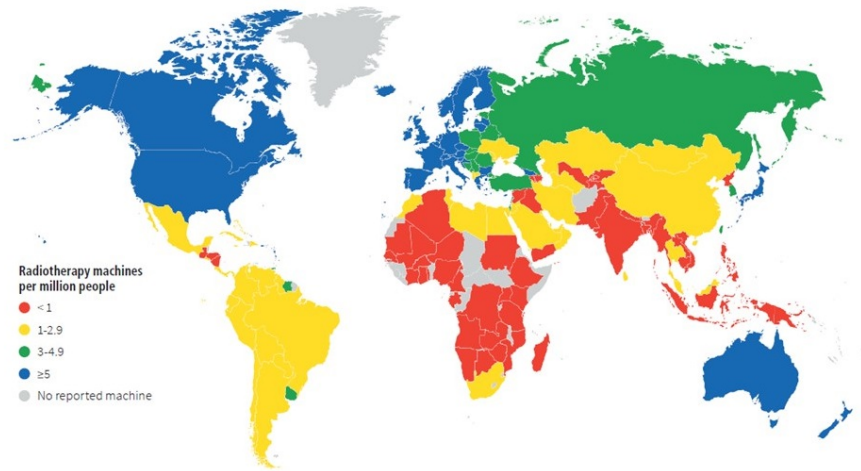 Radiotherapy machines
per million people
< 1
1-2.9
3-4.9
≥5
No reported machine